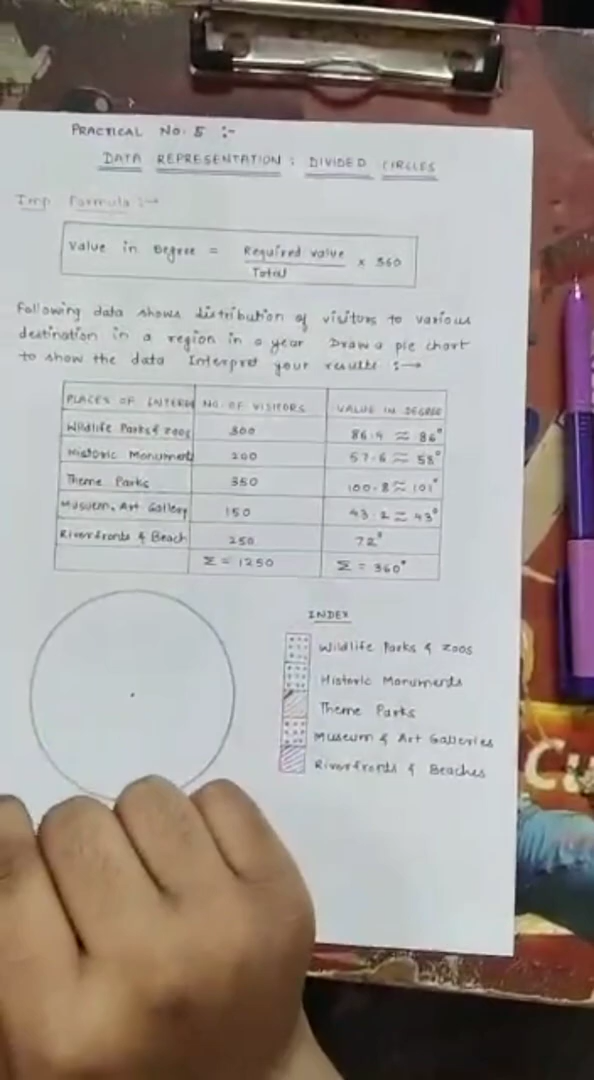 PRACTICAL No. 5 :-
DATA REPRESENTATION : DIVIDED CIRCLES
Imp. Formula :→
Value in Degree = Required value / Total × 360
Following data shows distribution of visitors to various
destination in a region in a year Draw a pie chart
to show the data Interpret your results :→
PLACES OF INTERES NO. OF VISITORS VALUE IN DEGREE
Wildlife Parks & Zoos 300 86.4 ≈ 86°
Historic Monument 200 57.6 ≈ 58°
Theme Parks 350 100.8 ≈ 101°
Musuem, Art Gallery 150 43.2 ≈ 43°
Riverfronts & Beach 250 72°
Σ = 1250 Σ = 360°
INDEX
Wildlife Parks & Zoos
Historic Monuments
Theme Parks
Museum & Art Galleries
Riverfronts & Beaches
Cu